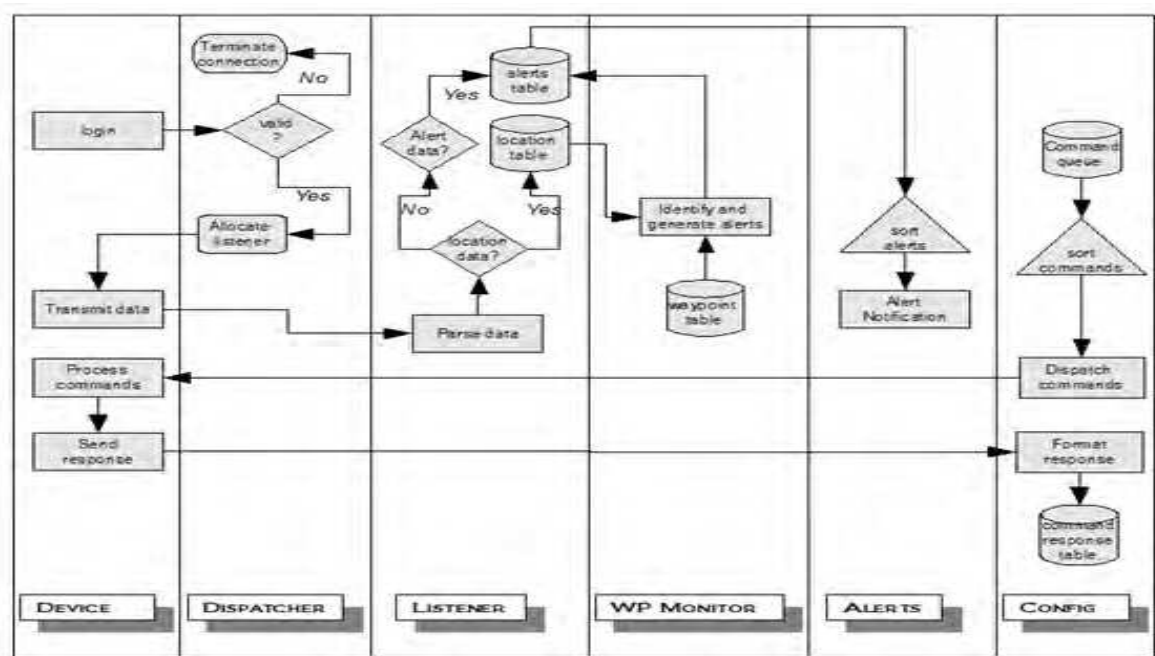 Terminate
connection
No
login
valid
?
Yes
Allocate
listener
Transmit data
Process
commands
Send
response
alerts
table
Yes
Alert
data?
location
table
No
Yes
location
data?
Parse data
Identify and
generate alerts
waypoint
table
sort
alerts
Alert
Notification
Command
queue
sort
commands
Dispatch
commands
Format
response
command
response
table
DEVICE
DISPATCHER
LISTENER
WP MONITOR
ALERTS
CONFIG